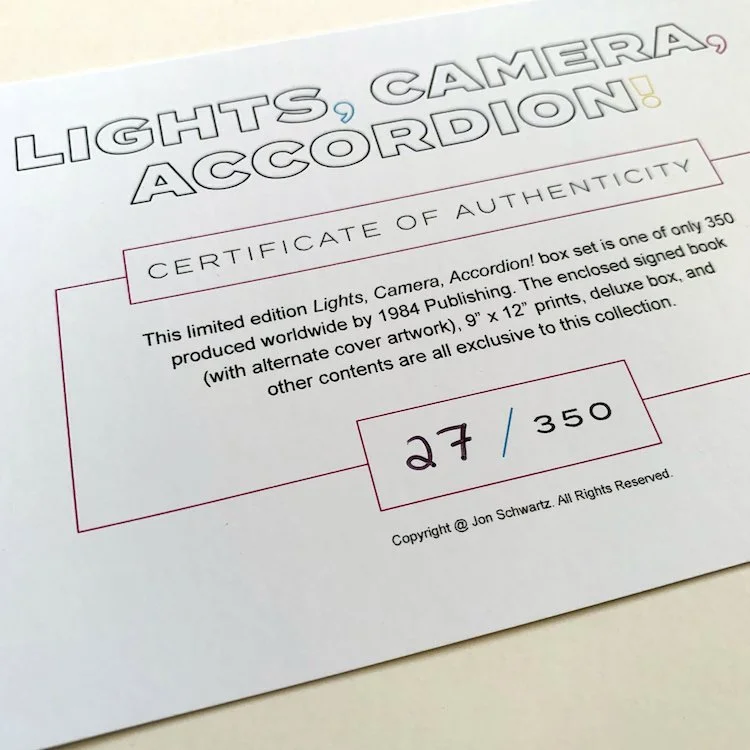 LIGHTS, CAMERA,
ACCORDION!
CERTIFICATE OF AUTHENTICITY
This limited edition Lights, Camera, Accordion! box set is one of only 350
produced worldwide by 1984 Publishing. The enclosed signed book
(with alternate cover artwork), 9” x 12” prints, deluxe box, and
other contents are all exclusive to this collection.
27 / 350
Copyright @ Jon Schwartz. All Rights Reserved.